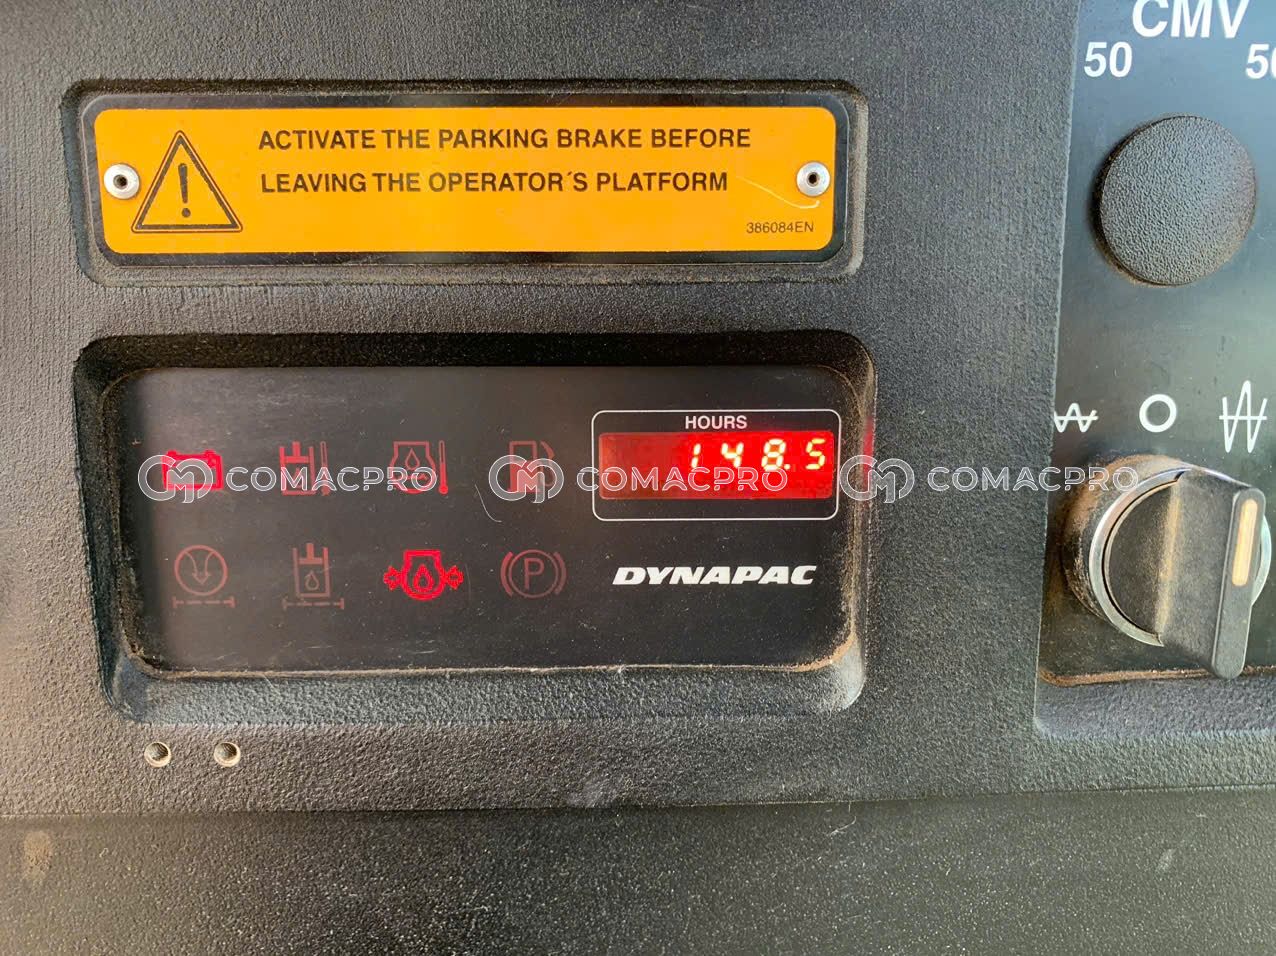 CMV
50
ACTIVATE THE PARKING BRAKE BEFORE
LEAVING THE OPERATOR´S PLATFORM
386084EN
HOURS
148.5
COMACPRO COMACPRO COMACPRO
P
DYNAPAC